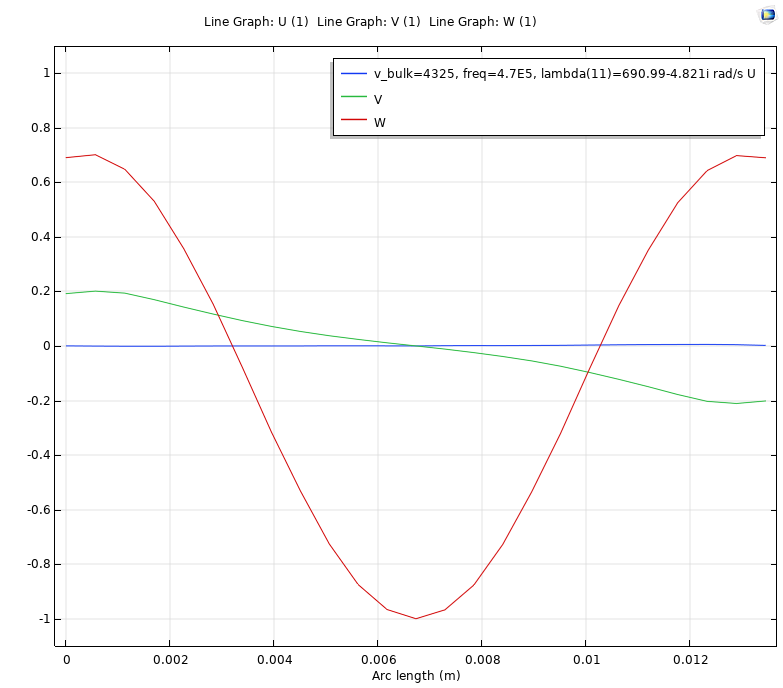 Line Graph: U (1) Line Graph: V (1) Line Graph: W (1)
v_bulk=4325, freq=4.7E5, lambda(11)=690.99-4.821i rad/s U
V
W
1
0.8
0.6
0.4
0.2
0
-0.2
-0.4
-0.6
-0.8
-1
0 0.002 0.004 0.006 0.008 0.01 0.012
Arc length (m)